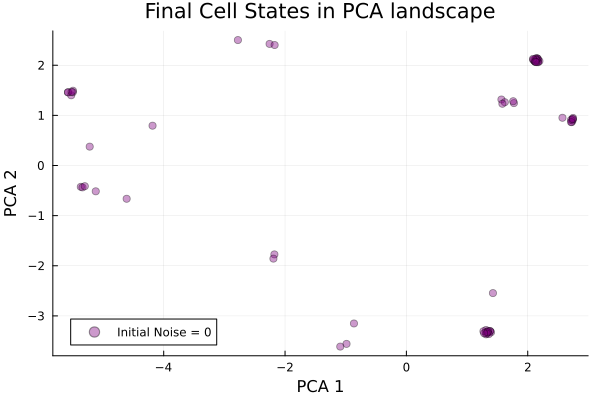 Final Cell States in PCA landscape
PCA 2
2
1
0
−1
−2
−3
Initial Noise = 0
−4
−2
0
2
PCA 1